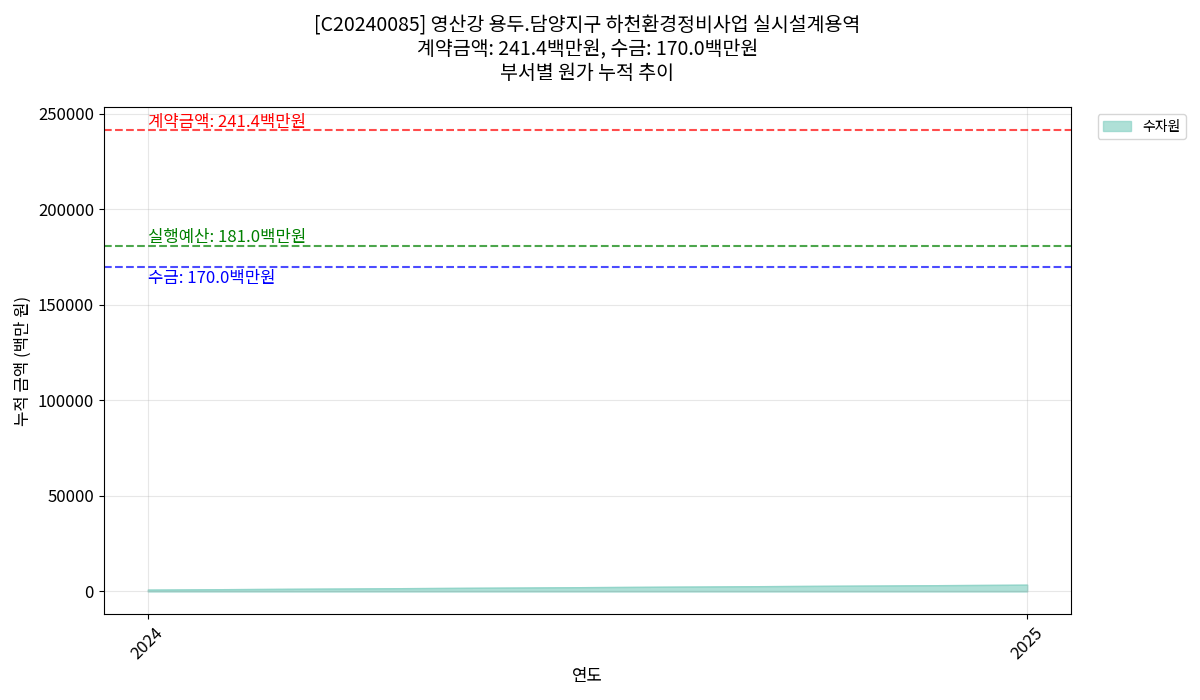 [C20240085] 영산강 용두.담양지구 하천환경정비사업 실시설계용역
계약금액: 241.4백만원, 수금: 170.0백만원
부서별 원가 누적 추이
250000
계약금액: 241.4백만원
수자원
200000
실행예산: 181.0백만원
수금: 170.0백만원
150000
누적 금액 (백만 원)
100000
50000
0
2024
2025
연도